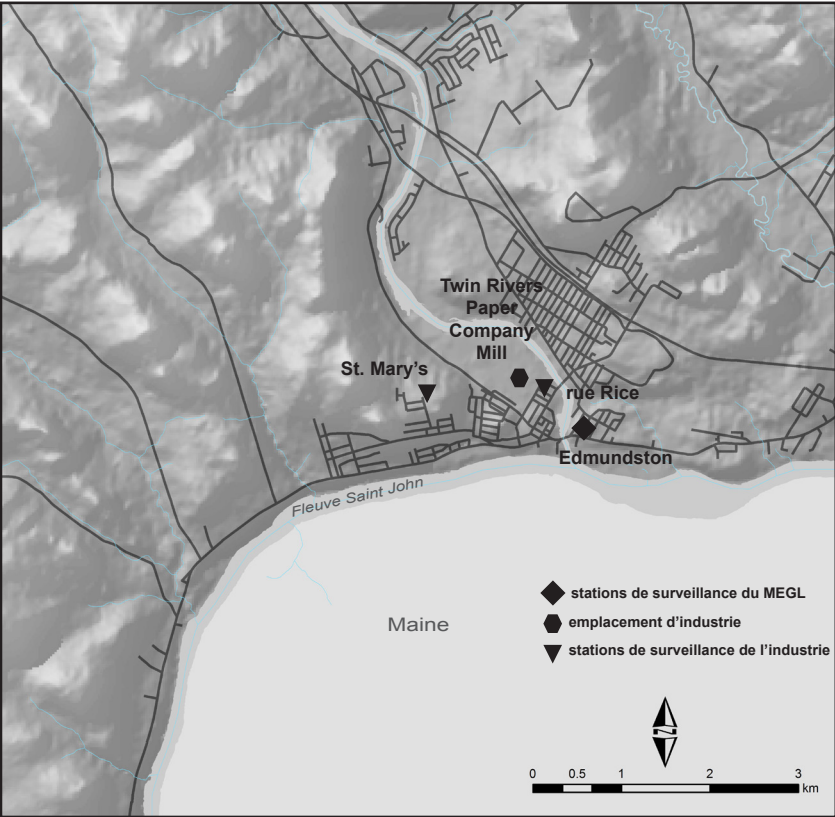 Twin Rivers
Paper
Company
Mill
St. Mary's
rue Rice
Edmundston
Fleuve Saint John
Maine
stations de surveillance du MEGL
emplacement d'industrie
stations de surveillance de l'industrie
N
0 0.5 1 2 3
km